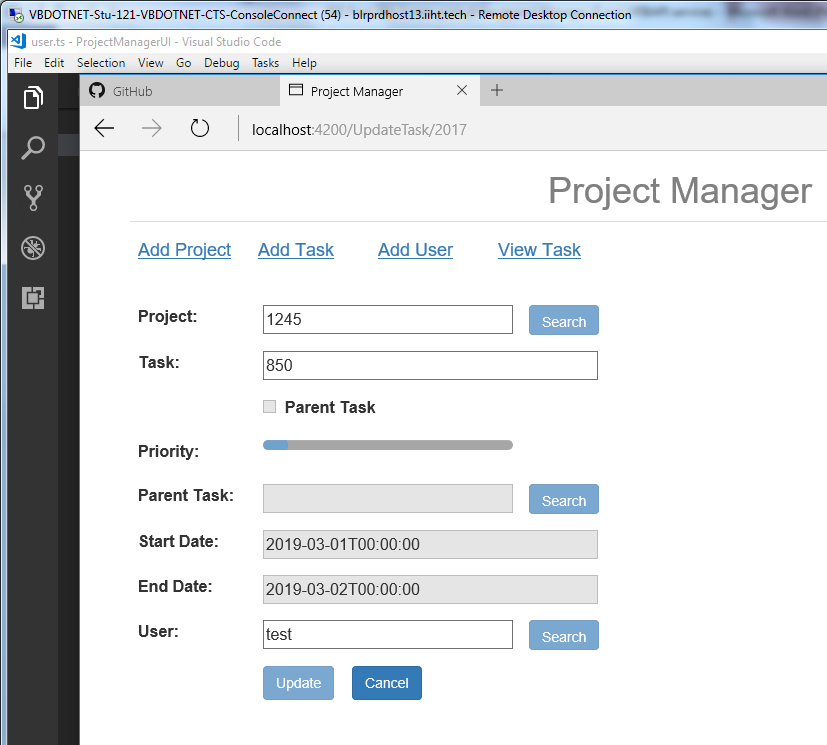 VBDOTNET-Stu-121-VBDOTNET-CTS-ConsoleConnect (54) - blrprdhost13.iiht.tech - Remote Desktop Connection
user.ts - ProjectManagerUI - Visual Studio Code
File Edit Selection View Go Debug Tasks Help
GitHub Project Manager
localhost:4200/UpdateTask/2017
Project Manager
Add Project Add Task Add User View Task
Project: 1245 Search
Task: 850
Parent Task
Priority:
Parent Task: Search
Start Date: 2019-03-01T00:00:00
End Date: 2019-03-02T00:00:00
User: test Search
Update Cancel